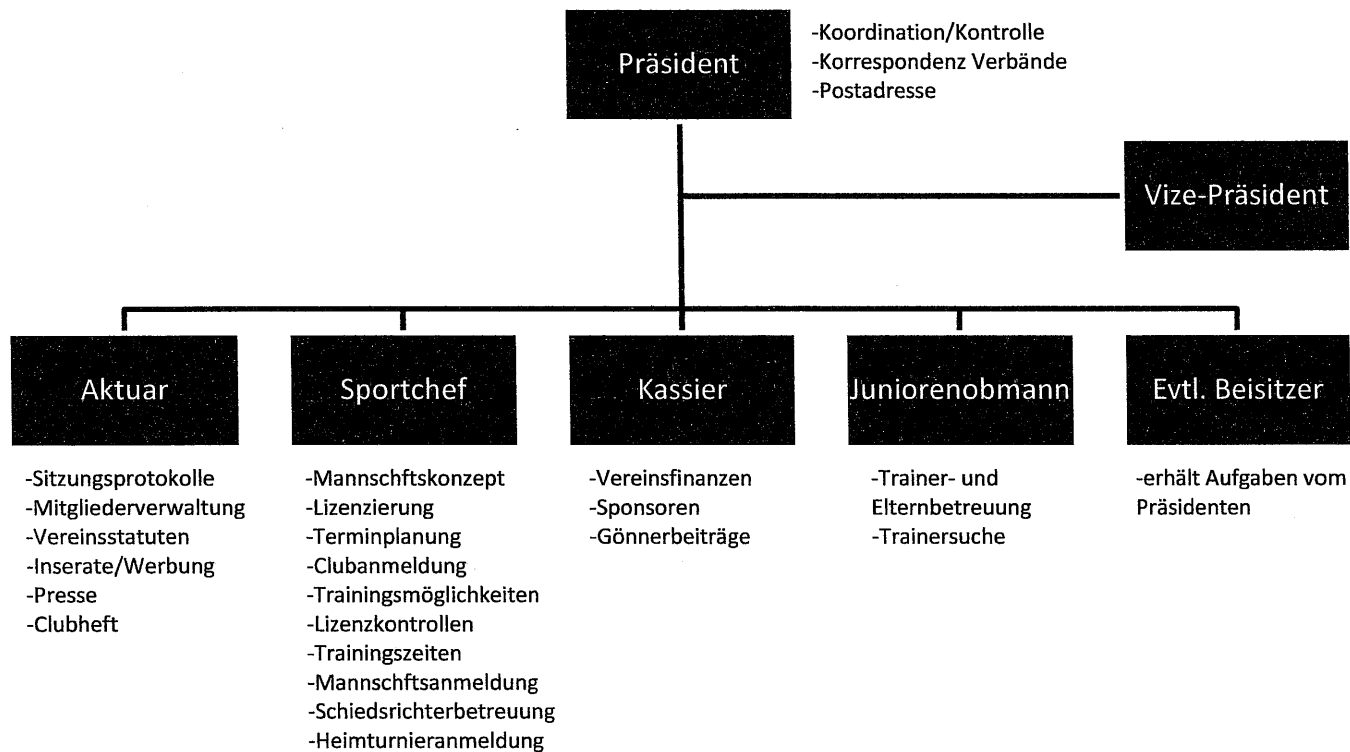 Präsident
-Koordination/Kontrolle
-Korrespondenz Verbände
-Postadresse
Vize-Präsident
Aktuar
-Sitzungsprotokolle
-Mitgliederverwaltung
-Vereinsstatuten
-Inserate/Werbung
-Presse
-Clubheft
Sportchef
-Mannschftskonzept
-Lizenzierung
-Terminplanung
-Clubanmeldung
-Trainingsmöglichkeiten
-Lizenzkontrollen
-Trainingszeiten
-Mannschftsanmeldung
-Schiedsrichterbetreuung
-Heimturnieranmeldung
Kassier
-Vereinsfinanzen
-Sponsoren
-Gönnerbeiträge
Juniorenobmann
-Trainer- und
Elternbetreuung
-Trainersuche
Evtl. Beisitzer
-erhält Aufgaben vom
Präsidenten